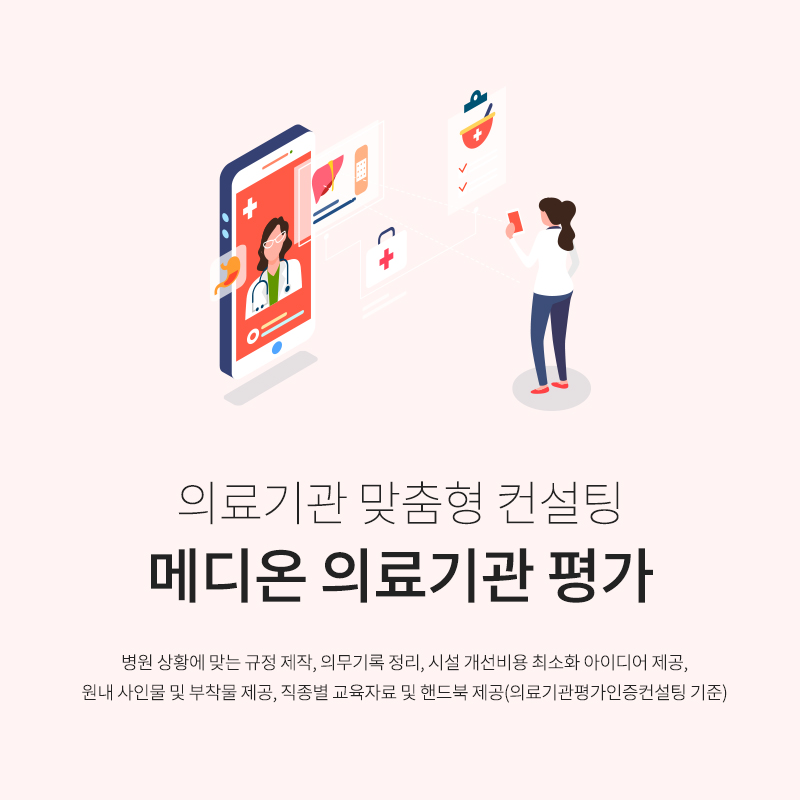 의료기관 맞춤형 컨설팅
메디온 의료기관 평가
병원 상황에 맞는 규정 제작, 의무기록 정리, 시설 개선비용 최소화 아이디어 제공,
원내 사인물 및 부착물 제공, 직종별 교육자료 및 핸드북 제공(의료기관평가인증컨설팅 기준)